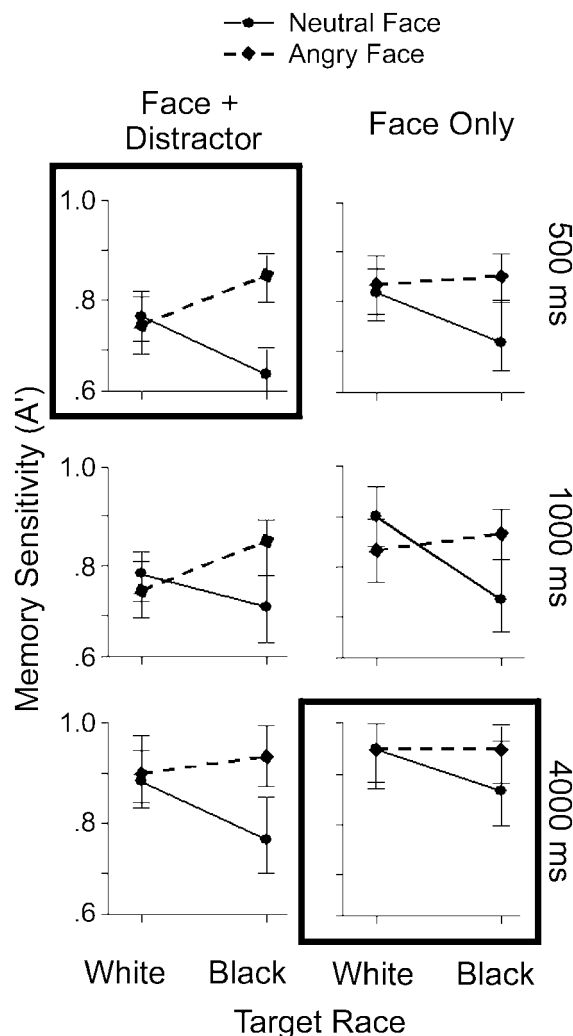 Neutral Face
Angry Face
Face +
Distractor
Face Only
1.0
.8
.6
500 ms
1.0
.8
.6
1000 ms
1.0
.8
.6
4000 ms
Memory Sensitivity (A')
White Black White Black
Target Race